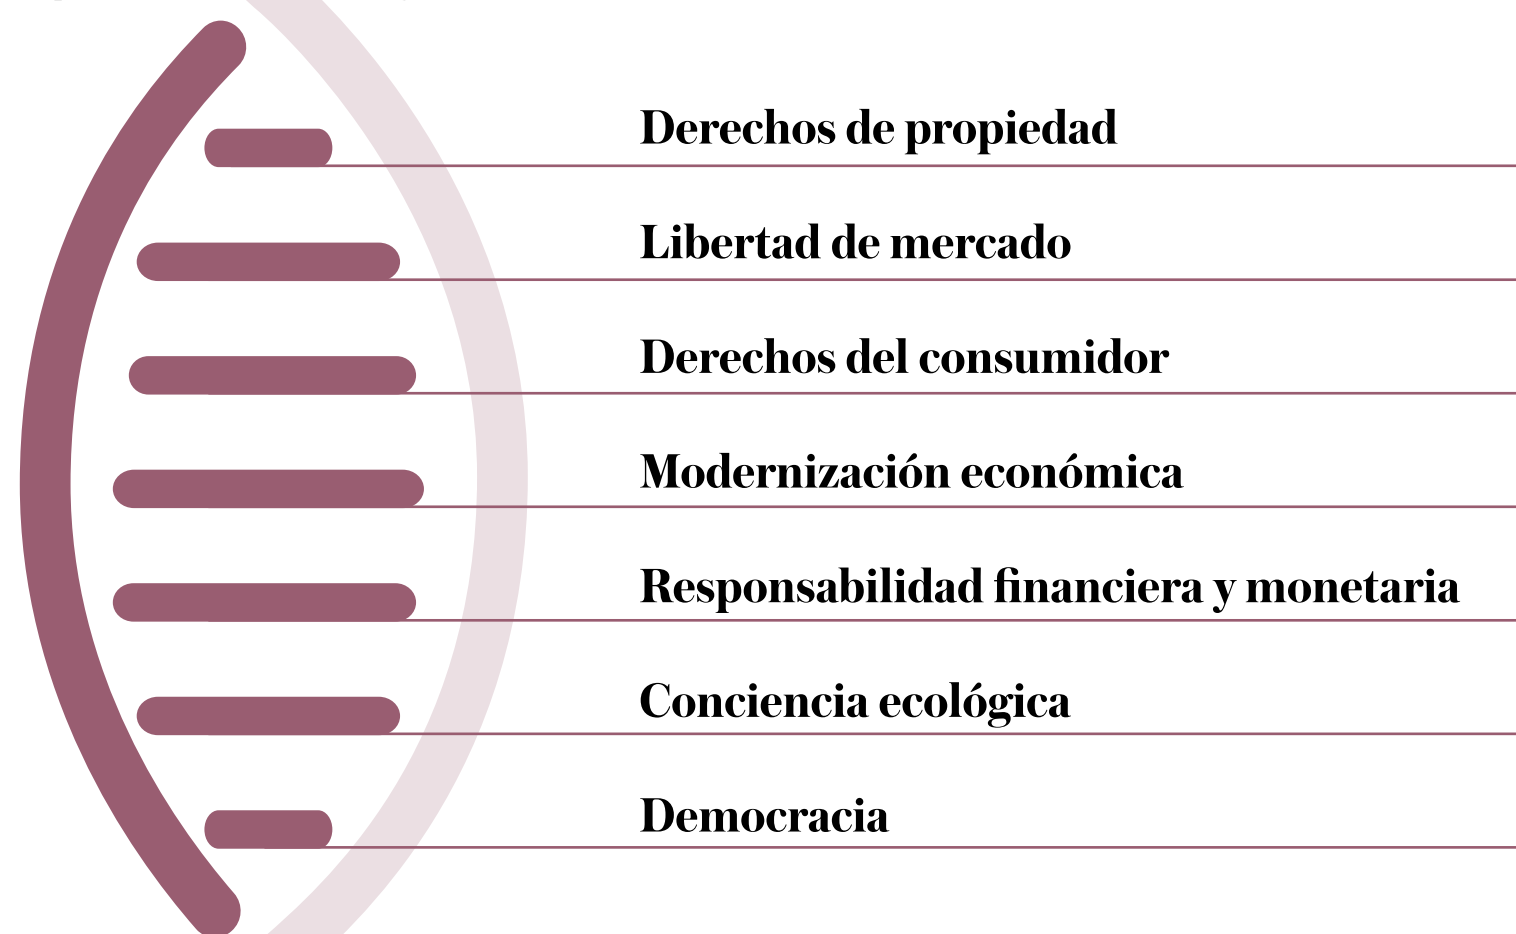 Derechos de propiedad
Libertad de mercado
Derechos del consumidor
Modernización económica
Responsabilidad financiera y monetaria
Conciencia ecológica
Democracia